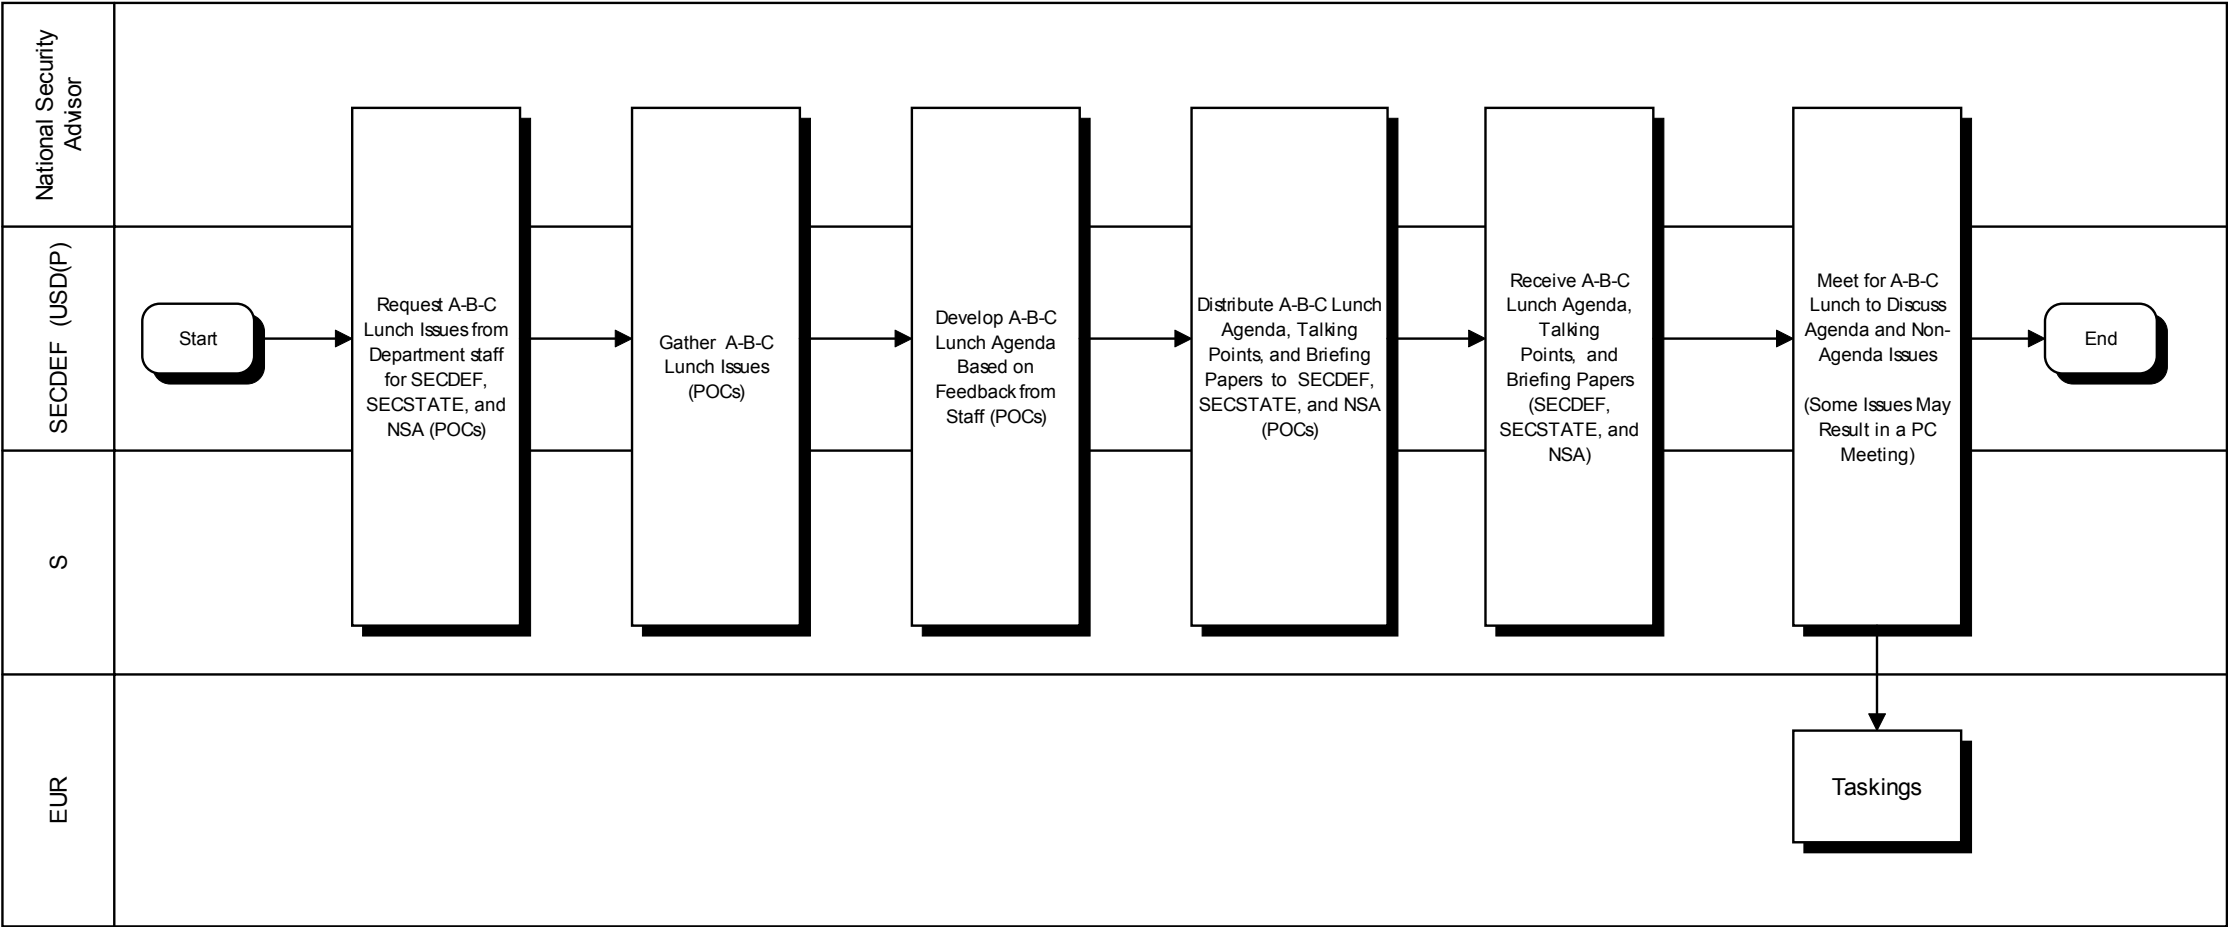 National Security
Advisor
SECDEF (USD(P)
S
EUR
Start
Request A-B-C
Lunch Issues from
Department staff
for SECDEF,
SECSTATE, and
NSA (POCs)
Gather A-B-C
Lunch Issues
(POCs)
Develop A-B-C
Lunch Agenda
Based on
Feedback from
Staff (POCs)
Distribute A-B-C Lunch
Agenda, Talking
Points, and Briefing
Papers to SECDEF,
SECSTATE, and NSA
(POCs)
Receive A-B-C
Lunch Agenda,
Talking
Points, and
Briefing Papers
(SECDEF,
SECSTATE, and
NSA)
Meet for A-B-C
Lunch to Discuss
Agenda and Non-
Agenda Issues
(Some Issues May
Result in a PC
Meeting)
End
Taskings